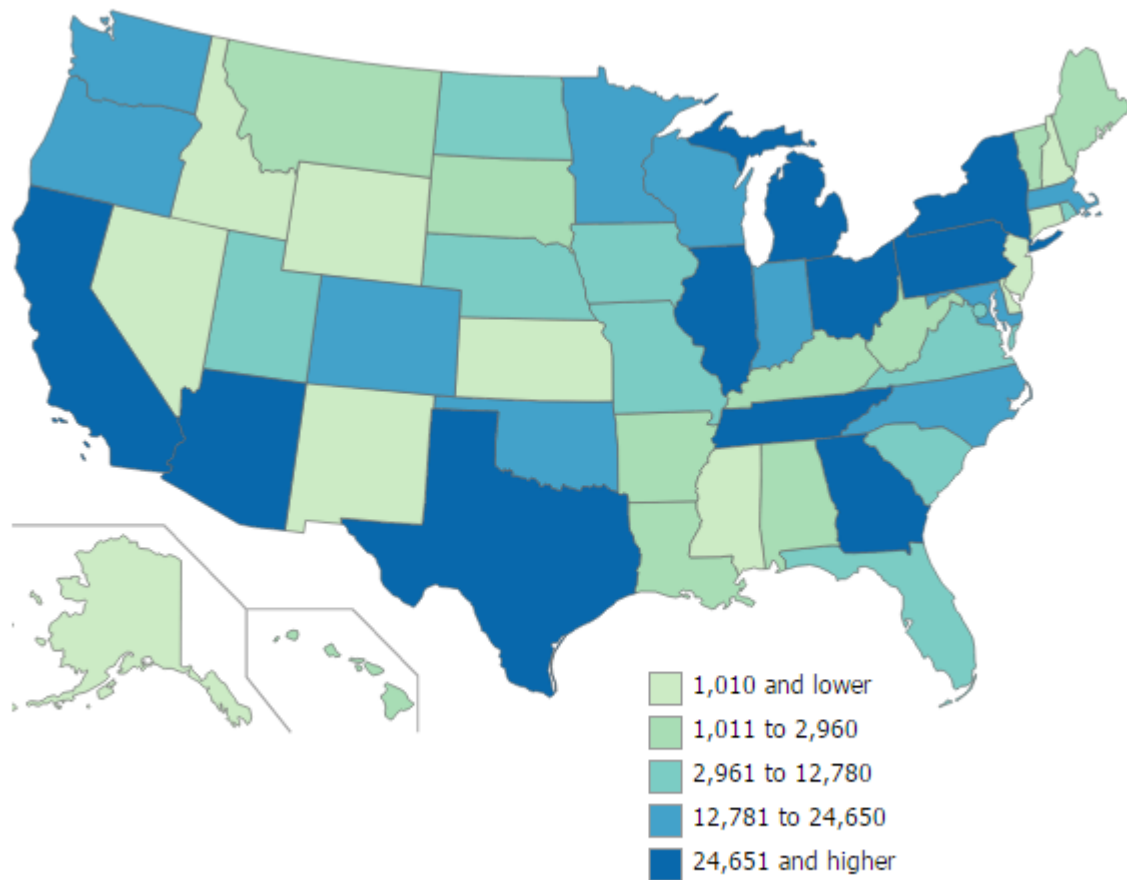 1,010 and lower
1,011 to 2,960
2,961 to 12,780
12,781 to 24,650
24,651 and higher